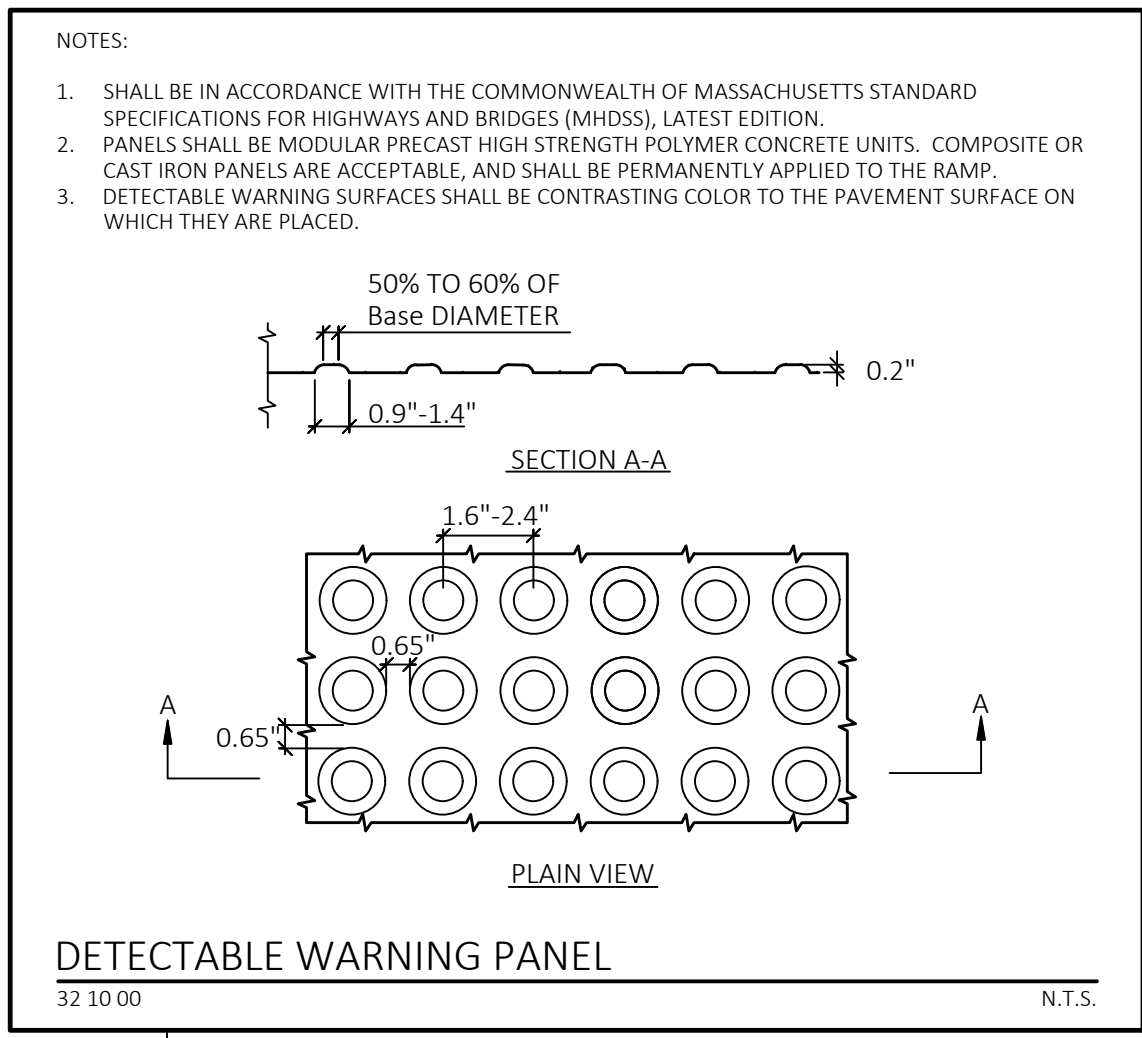 NOTES:
1. SHALL BE IN ACCORDANCE WITH THE COMMONWEALTH OF MASSACHUSETTS STANDARD
SPECIFICATIONS FOR HIGHWAYS AND BRIDGES (MHDSS), LATEST EDITION.
2. PANELS SHALL BE MODULAR PRECAST HIGH STRENGTH POLYMER CONCRETE UNITS. COMPOSITE OR
CAST IRON PANELS ARE ACCEPTABLE, AND SHALL BE PERMANENTLY APPLIED TO THE RAMP.
3. DETECTABLE WARNING SURFACES SHALL BE CONTRASTING COLOR TO THE PAVEMENT SURFACE ON
WHICH THEY ARE PLACED.
50% TO 60% OF
Base DIAMETER
0.2"
0.9"-1.4"
SECTION A-A
1.6"-2.4"
0.65"
A
A
0.65"
PLAIN VIEW
DETECTABLE WARNING PANEL
32 10 00
N.T.S.